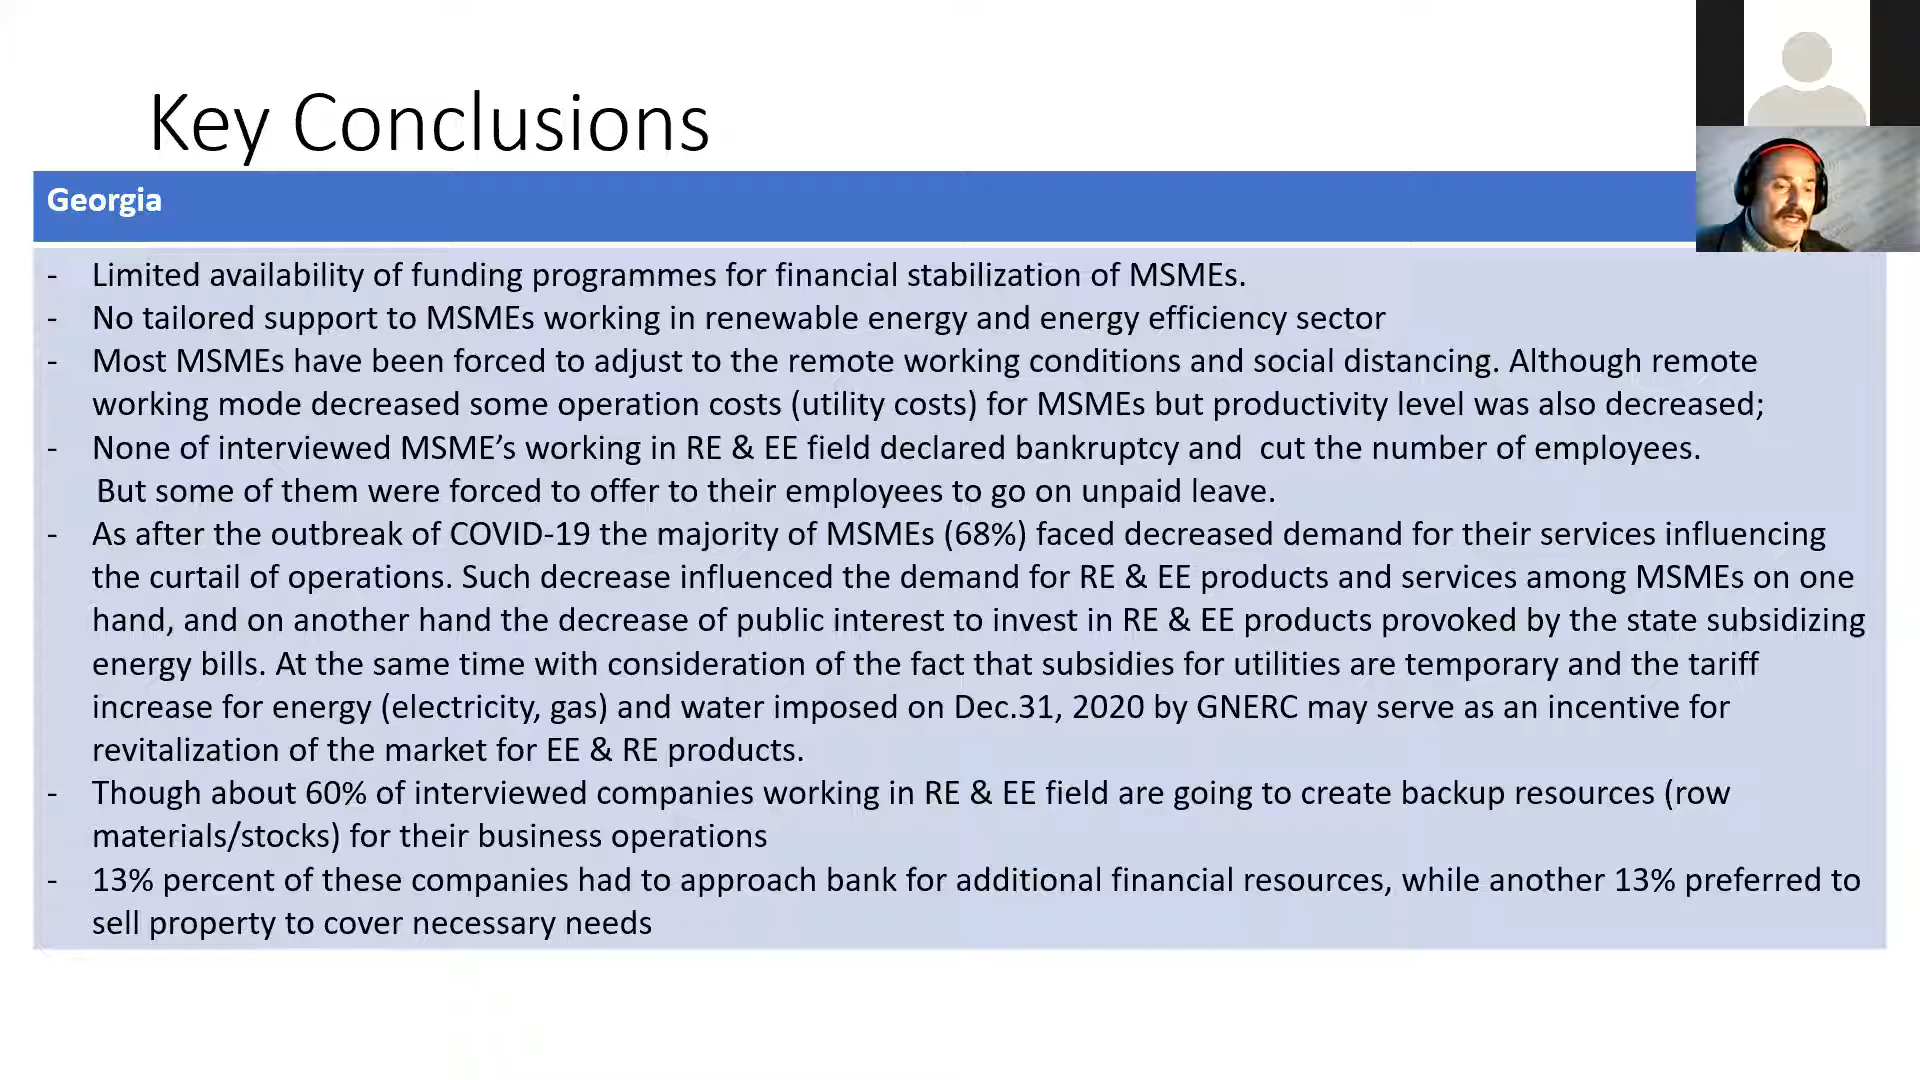 Key Conclusions
Georgia
- Limited availability of funding programmes for financial stabilization of MSMEs.
- No tailored support to MSMEs working in renewable energy and energy efficiency sector
- Most MSMEs have been forced to adjust to the remote working conditions and social distancing. Although remote
working mode decreased some operation costs (utility costs) for MSMEs but productivity level was also decreased;
- None of interviewed MSME’s working in RE & EE field declared bankruptcy and  cut the number of employees.
But some of them were forced to offer to their employees to go on unpaid leave.
- As after the outbreak of COVID-19 the majority of MSMEs (68%) faced decreased demand for their services influencing
the curtail of operations. Such decrease influenced the demand for RE & EE products and services among MSMEs on one
hand, and on another hand the decrease of public interest to invest in RE & EE products provoked by the state subsidizing
energy bills. At the same time with consideration of the fact that subsidies for utilities are temporary and the tariff
increase for energy (electricity, gas) and water imposed on Dec.31, 2020 by GNERC may serve as an incentive for
revitalization of the market for EE & RE products.
- Though about 60% of interviewed companies working in RE & EE field are going to create backup resources (row
materials/stocks) for their business operations
- 13% percent of these companies had to approach bank for additional financial resources, while another 13% preferred to
sell property to cover necessary needs